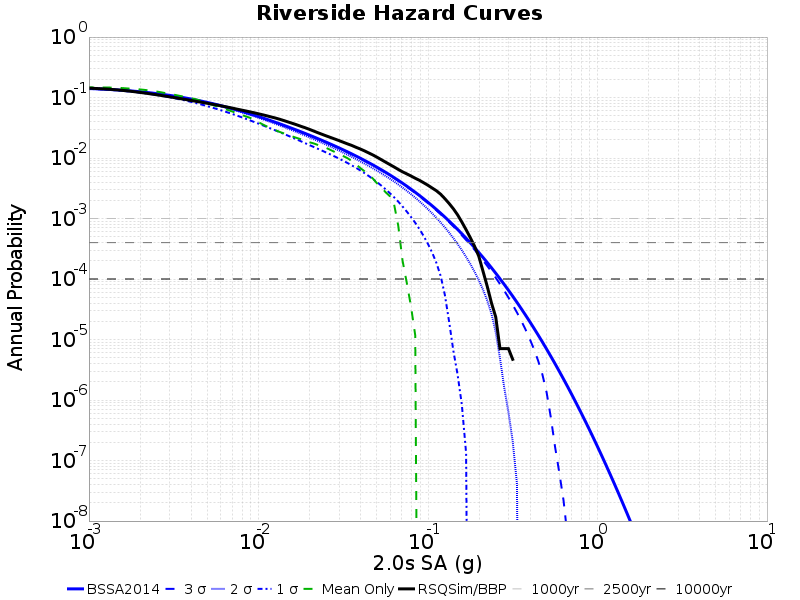 Riverside Hazard Curves
Annual Probability
10^0
10^-1
10^-2
10^-3
10^-4
10^-5
10^-6
10^-7
10^-8
10^-3 10^-2 10^-1 10^0 10^1
2.0s SA (g)
BSSA2014 3 σ 2 σ 1 σ Mean Only RSQSim/BBP 1000yr 2500yr 10000yr